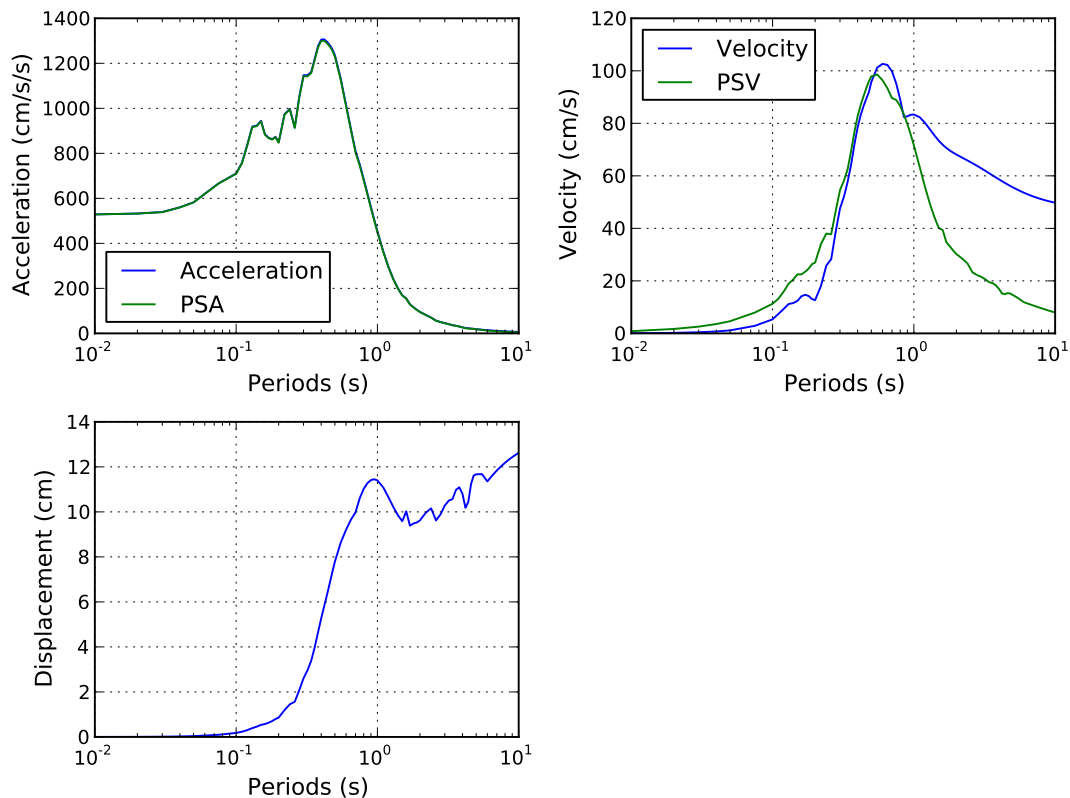 1400
1200
1000
800
600
400
200
0
Acceleration (cm/s/s)
Acceleration
PSA
10^-2 10^-1 10^0 10^1
Periods (s)
120
100
80
60
40
20
0
Velocity (cm/s)
Velocity
PSV
10^-2 10^-1 10^0 10^1
Periods (s)
14
12
10
8
6
4
2
0
Displacement (cm)
10^-2 10^-1 10^0 10^1
Periods (s)